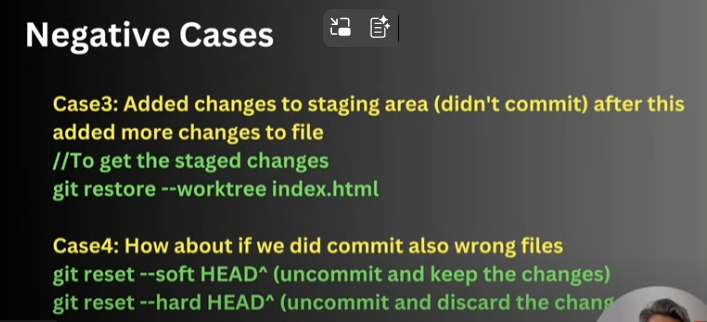 Negative Cases
Case3: Added changes to staging area (didn't commit) after this
added more changes to file
//To get the staged changes
git restore --worktree index.html
Case4: How about if we did commit also wrong files
git reset --soft HEAD^ (uncommit and keep the changes)
git reset --hard HEAD^ (uncommit and discard the